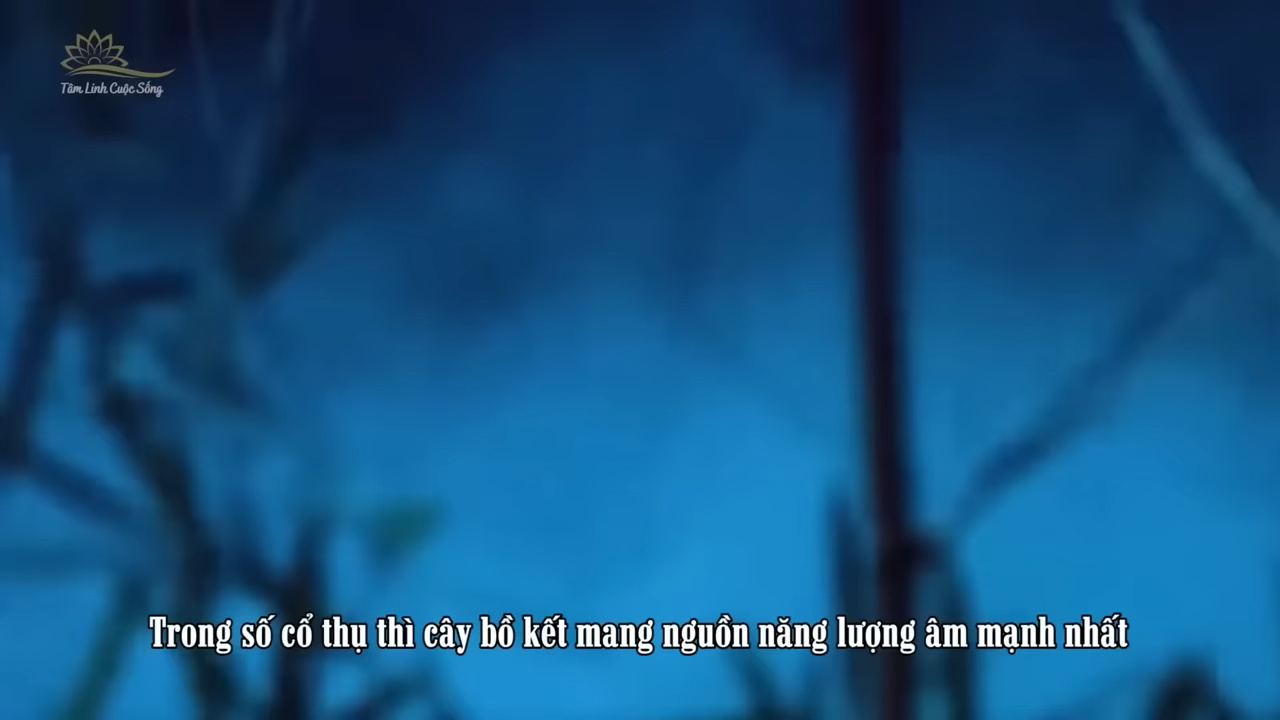 Tâm Linh Cuộc Sống
Trong số cổ thụ thì cây bồ kết mang nguồn năng lượng âm mạnh nhất